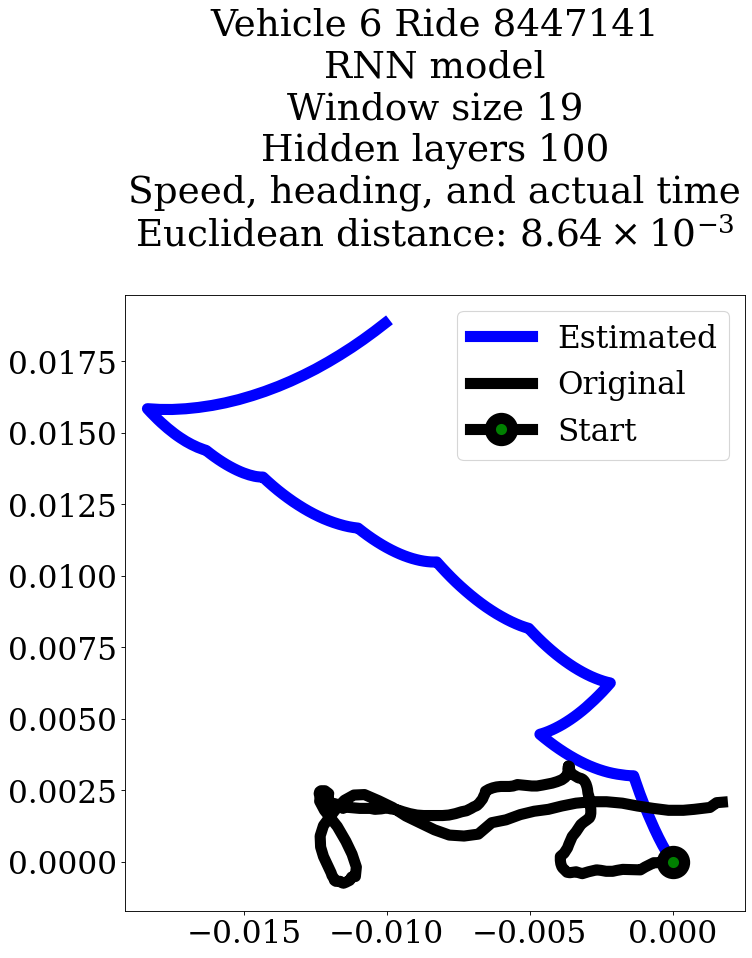 Vehicle 6 Ride 8447141
RNN model
Window size 19
Hidden layers 100
Speed, heading, and actual time
Euclidean distance: 8.64 × 10⁻³
Estimated
Original
Start
0.0175
0.0150
0.0125
0.0100
0.0075
0.0050
0.0025
0.0000
−0.015 −0.010 −0.005 0.000